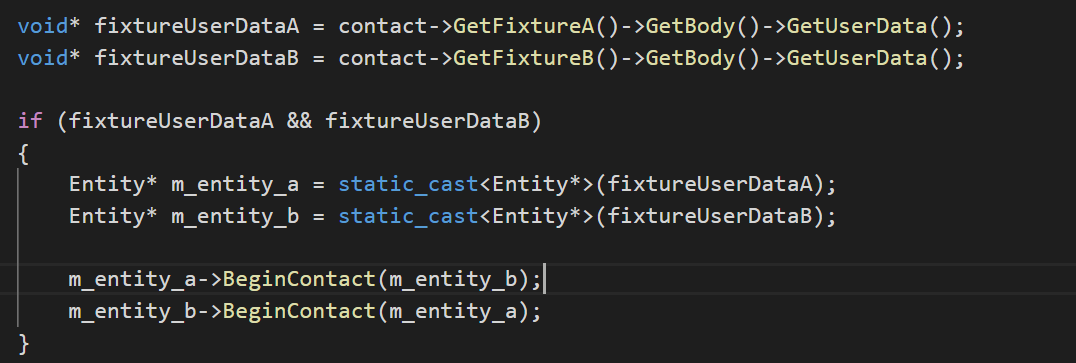 void* fixtureUserDataA = contact->GetFixtureA()->GetBody()->GetUserData();
void* fixtureUserDataB = contact->GetFixtureB()->GetBody()->GetUserData();
if (fixtureUserDataA && fixtureUserDataB)
{
    Entity* m_entity_a = static_cast<Entity*>(fixtureUserDataA);
    Entity* m_entity_b = static_cast<Entity*>(fixtureUserDataB);
    m_entity_a->BeginContact(m_entity_b);
    m_entity_b->BeginContact(m_entity_a);
}